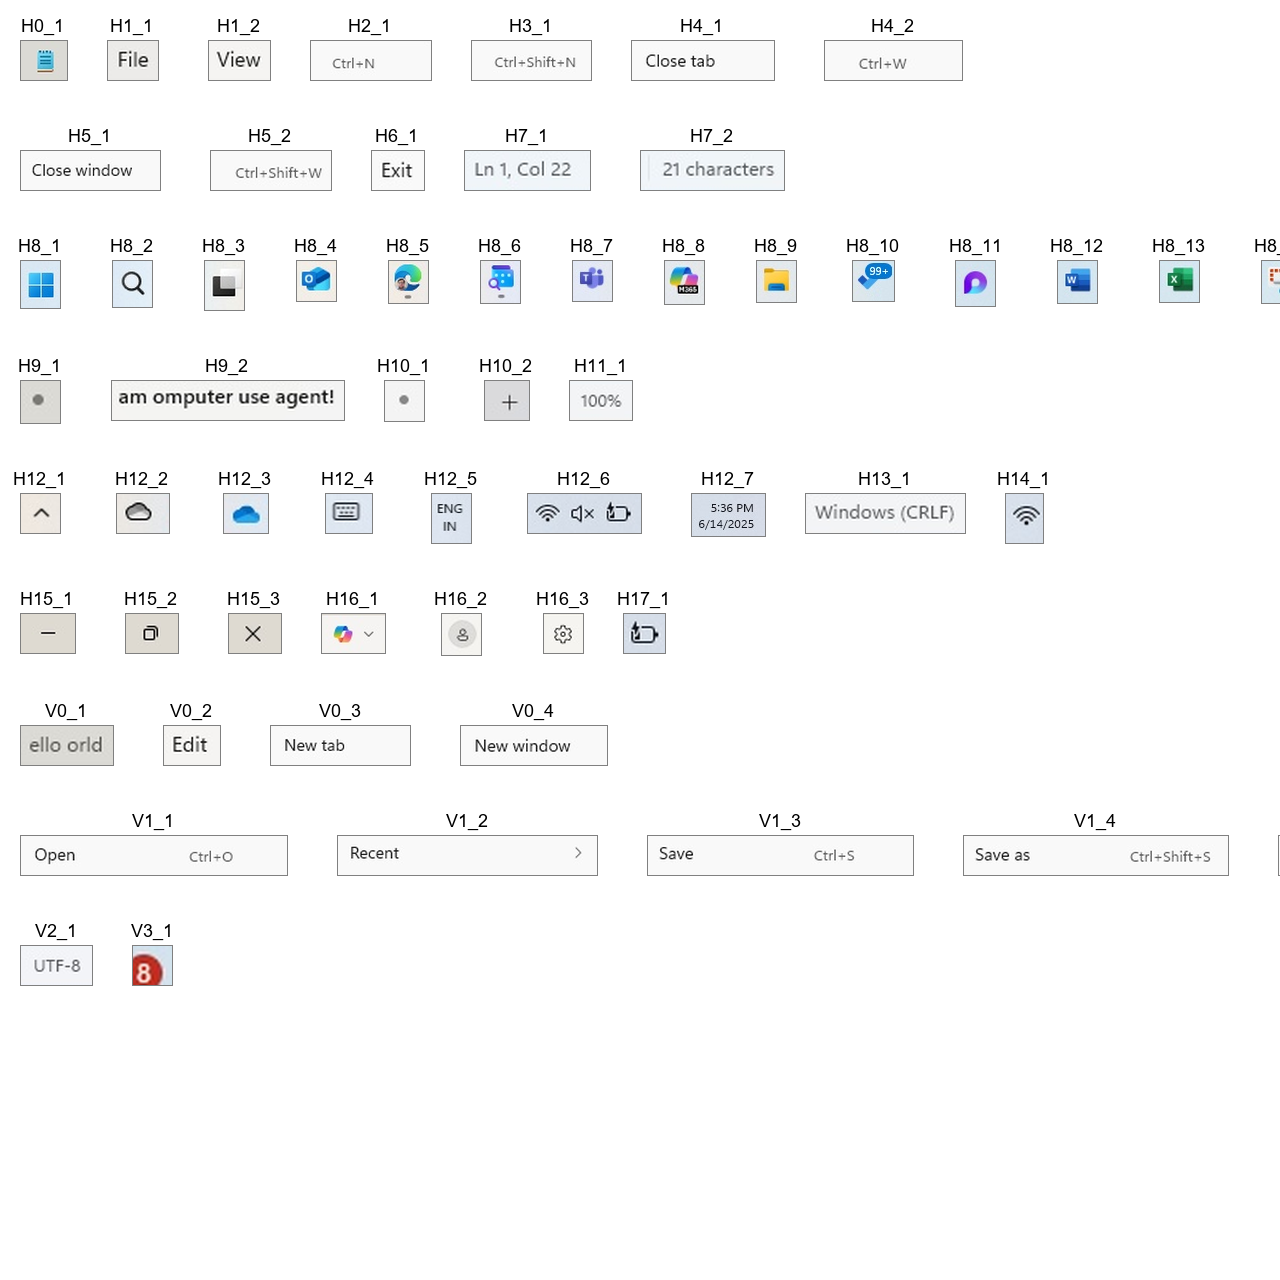 H0_1 H1_1 H1_2 H2_1 H3_1 H4_1 H4_2
File View Ctrl+N Ctrl+Shift+N Close tab Ctrl+W
H5_1 H5_2 H6_1 H7_1 H7_2
Close window Ctrl+Shift+W Exit Ln 1, Col 22 21 characters
H8_1 H8_2 H8_3 H8_4 H8_5 H8_6 H8_7 H8_8 H8_9 H8_10 H8_11 H8_12 H8_13 H8_
M365 99+ W X
H9_1 H9_2 H10_1 H10_2 H11_1
am omputer use agent! + 100%
H12_1 H12_2 H12_3 H12_4 H12_5 H12_6 H12_7 H13_1 H14_1
ENG 5:36 PM Windows (CRLF)
IN 6/14/2025
H15_1 H15_2 H15_3 H16_1 H16_2 H16_3 H17_1
V0_1 V0_2 V0_3 V0_4
ello orld Edit New tab New window
V1_1 V1_2 V1_3 V1_4
Open Ctrl+O Recent Save Ctrl+S Save as Ctrl+Shift+S
V2_1 V3_1
UTF-8 8